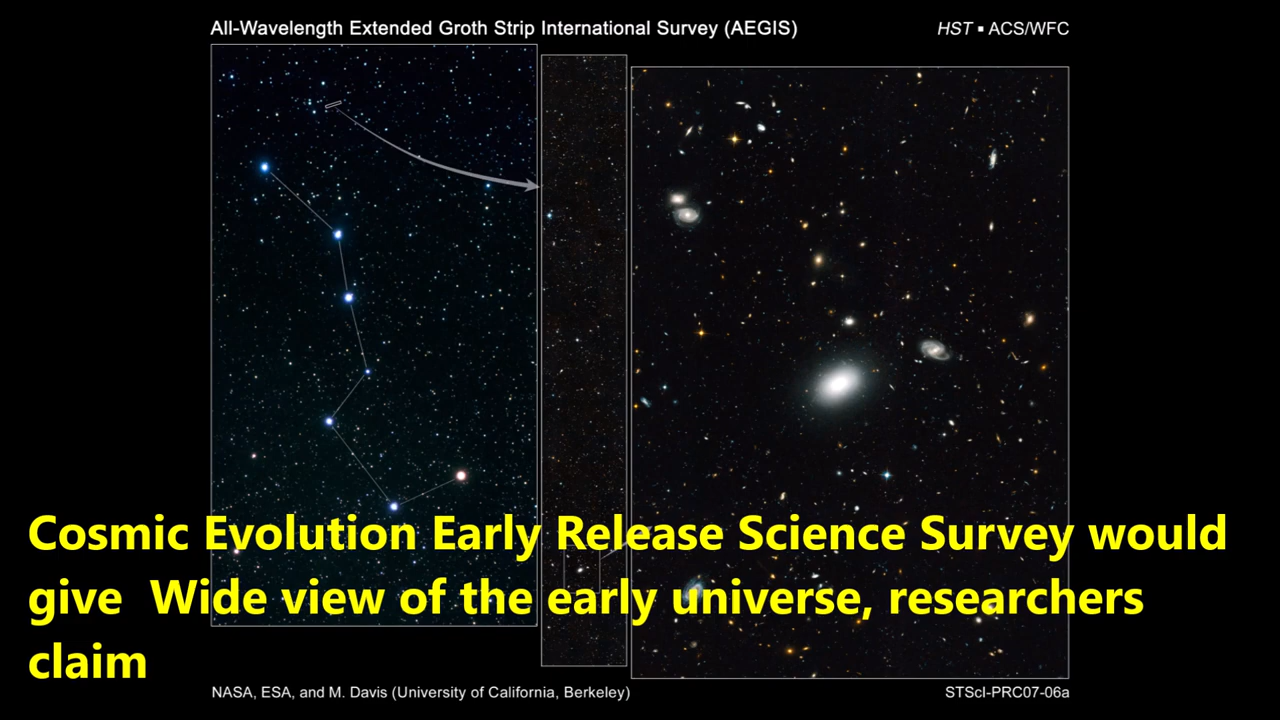 All-Wavelength Extended Groth Strip International Survey (AEGIS)
HST ▪ ACS/WFC
Cosmic Evolution Early Release Science Survey would
give  Wide view of the early universe, researchers
claim
NASA, ESA, and M. Davis (University of California, Berkeley)
STScI-PRC07-06a